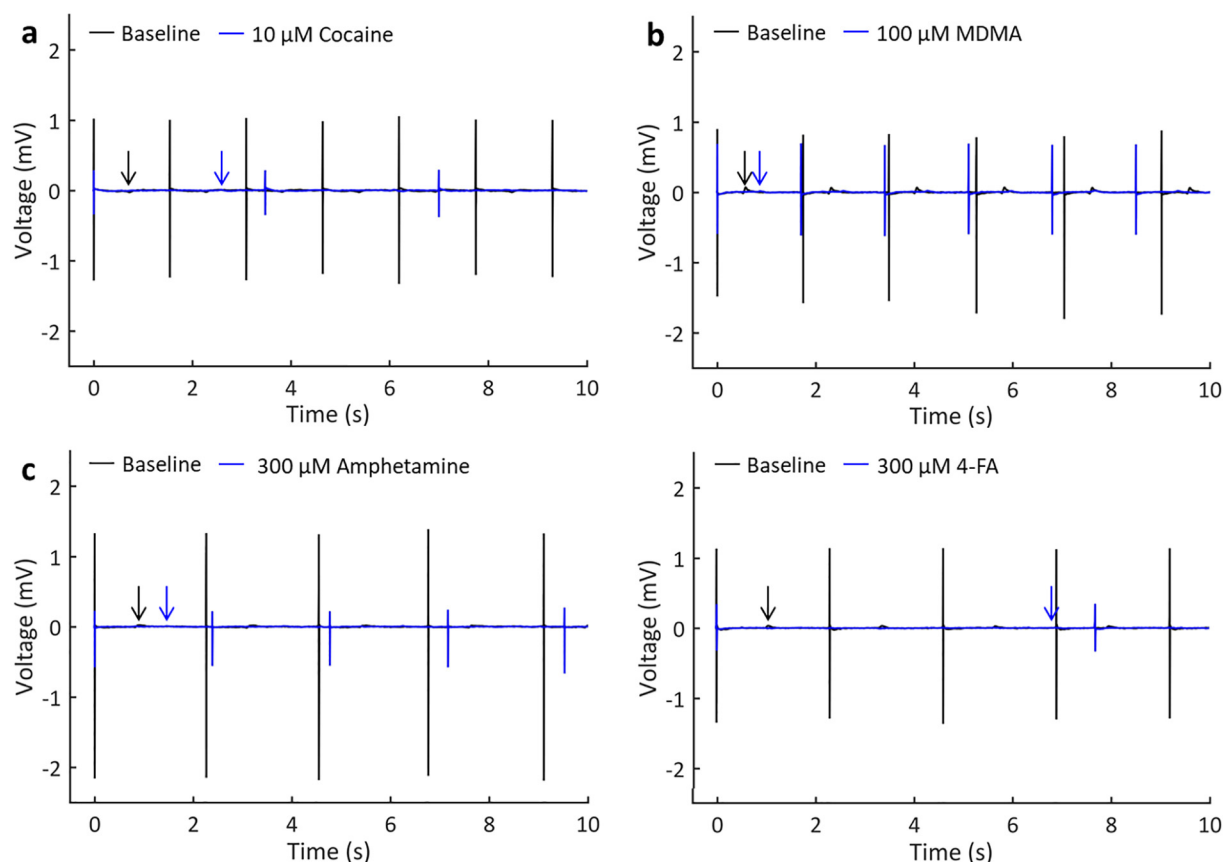 a
Baseline 10 µM Cocaine
2
1
0
-1
-2
Voltage (mV)
0 2 4 6 8 10
Time (s)
b
Baseline 100 µM MDMA
2
1
0
-1
-2
Voltage (mV)
0 2 4 6 8 10
Time (s)
c
Baseline 300 µM Amphetamine
2
1
0
-1
-2
Voltage (mV)
0 2 4 6 8 10
Time (s)
Baseline 300 µM 4-FA
2
1
0
-1
-2
Voltage (mV)
0 2 4 6 8 10
Time (s)